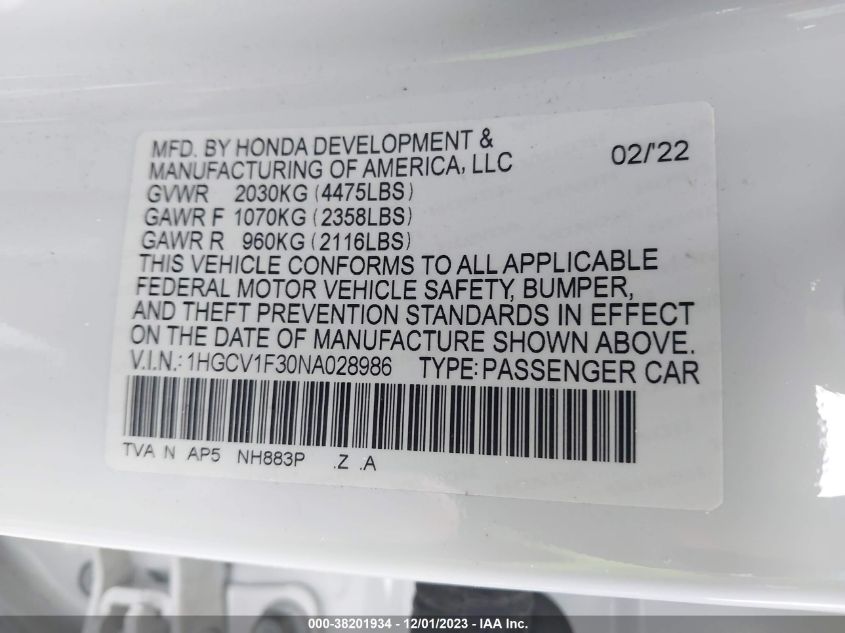 MFD. BY HONDA DEVELOPMENT &
MANUFACTURING OF AMERICA, LLC 02/'22
GVWR 2030KG (4475LBS)
GAWR F 1070KG (2358LBS)
GAWR R 960KG (2116LBS)
THIS VEHICLE CONFORMS TO ALL APPLICABLE
FEDERAL MOTOR VEHICLE SAFETY, BUMPER,
AND THEFT PREVENTION STANDARDS IN EFFECT
ON THE DATE OF MANUFACTURE SHOWN ABOVE.
V.I.N.: 1HGCV1F30NA028986 TYPE: PASSENGER CAR
TVA N AP5 NH883P .Z .A
000-38201934 - 12/01/2023 - IAA Inc.